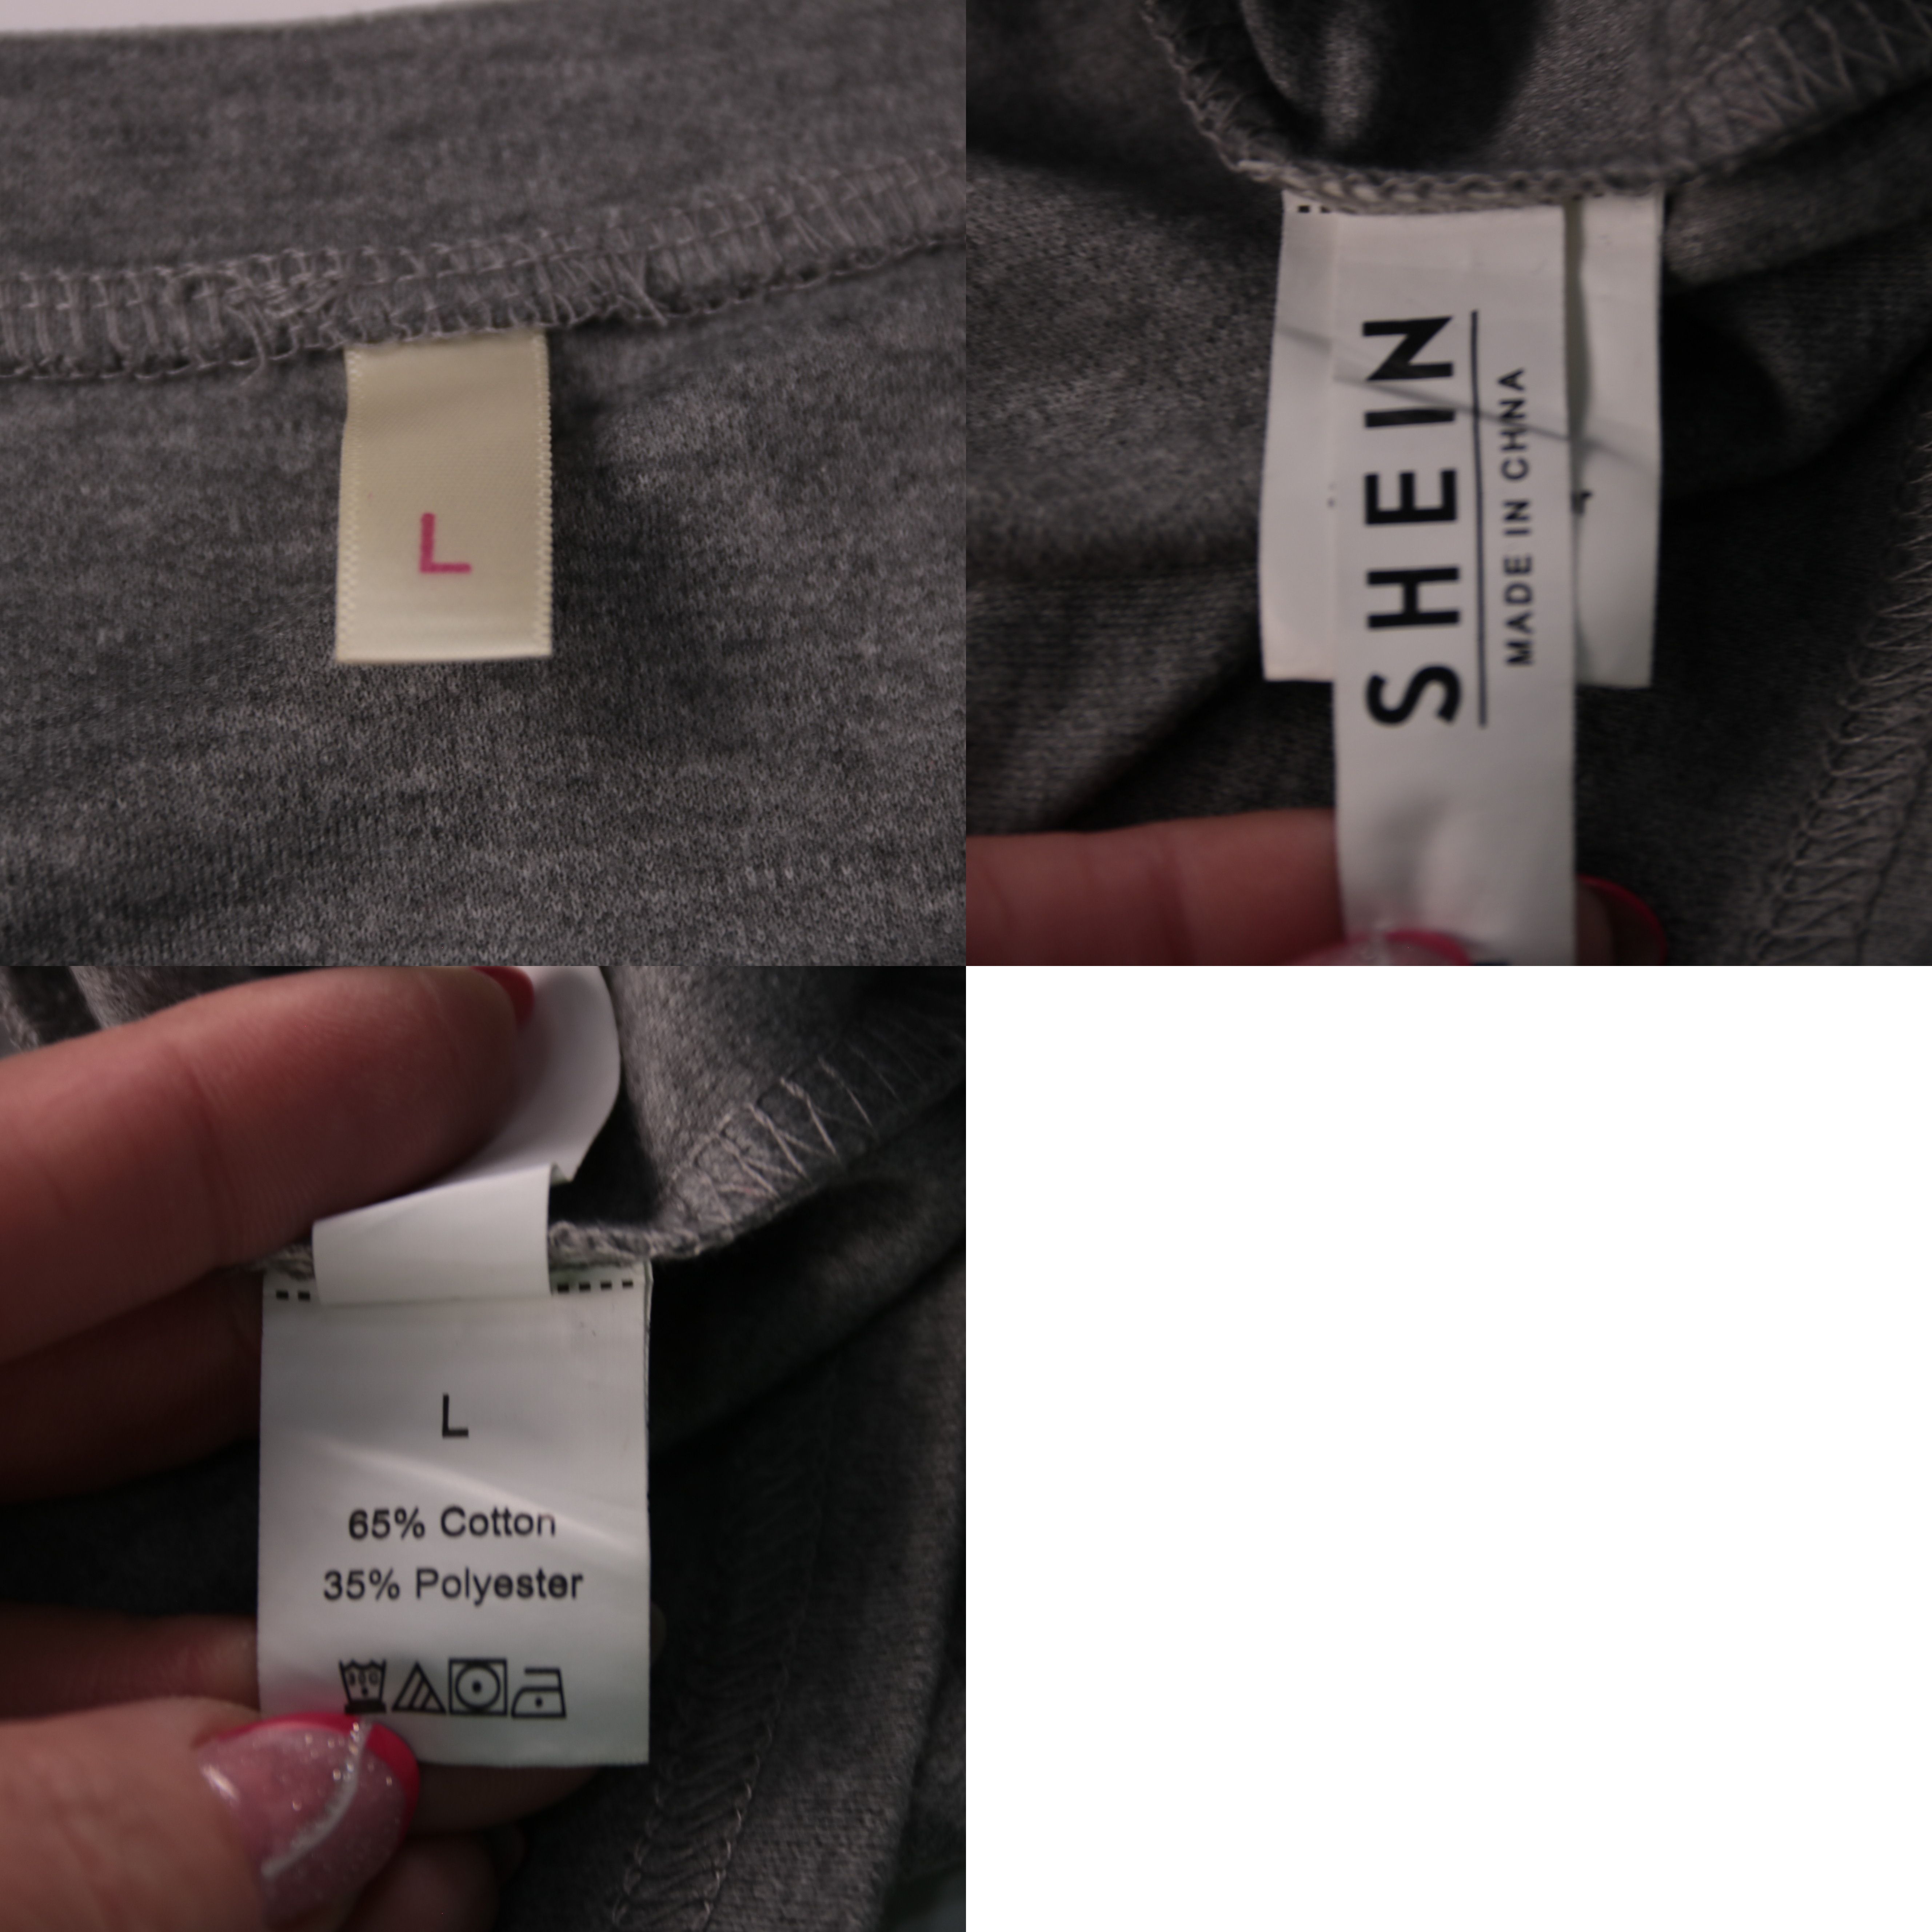 L
SHEIN
MADE IN CHINA
L
65% Cotton
35% Polyester